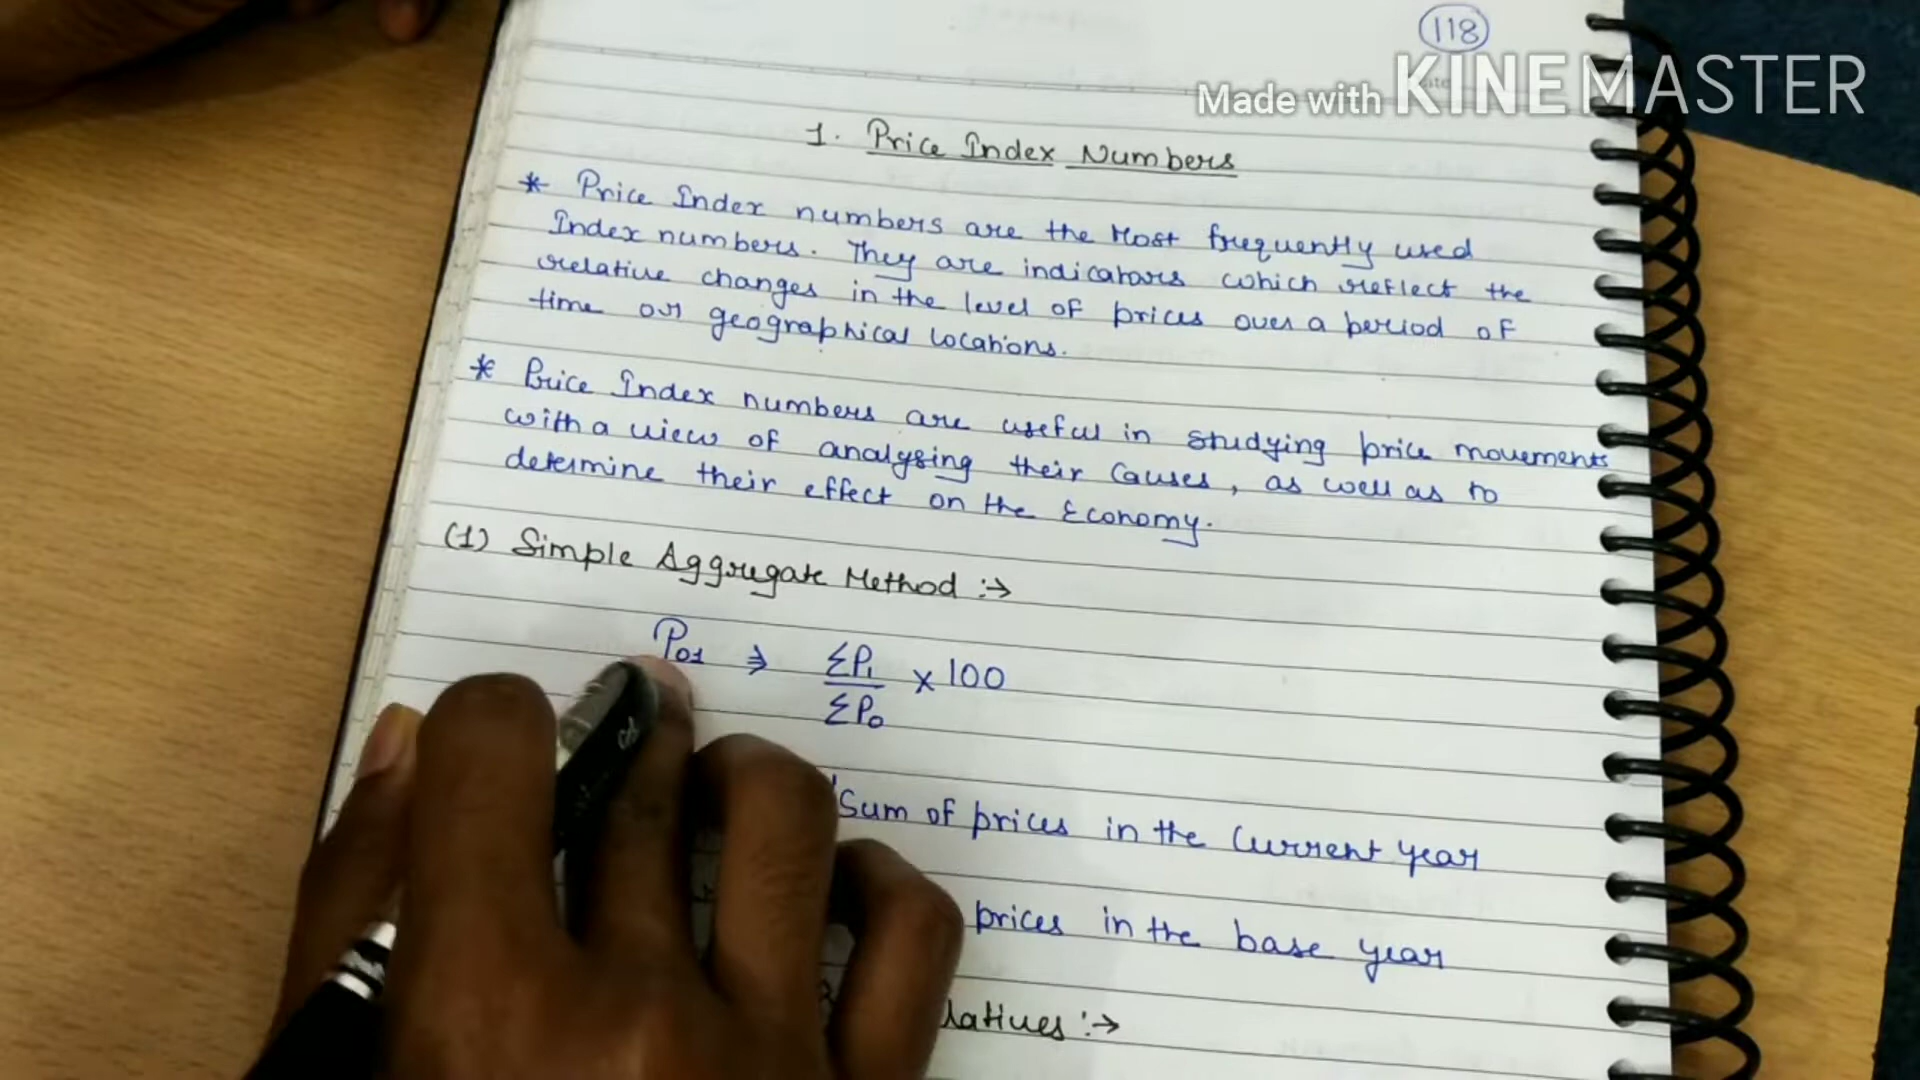 118
Made with KINEMASTER
1. Price Index Numbers
* Price Index numbers are the Most frequently used
Index numbers. They are indicators which reflect the
relative changes in the level of prices over a period of
time or geographical locations.
* Price Index numbers are useful in studying price movements
with a view of analysing their Causes, as well as to
determine their effect on the Economy.
(1) Simple Aggregate Method :→
P01 ⇒ ΣP1 / ΣP0 × 100
Sum of prices in the Current year
prices in the base year
latives :→